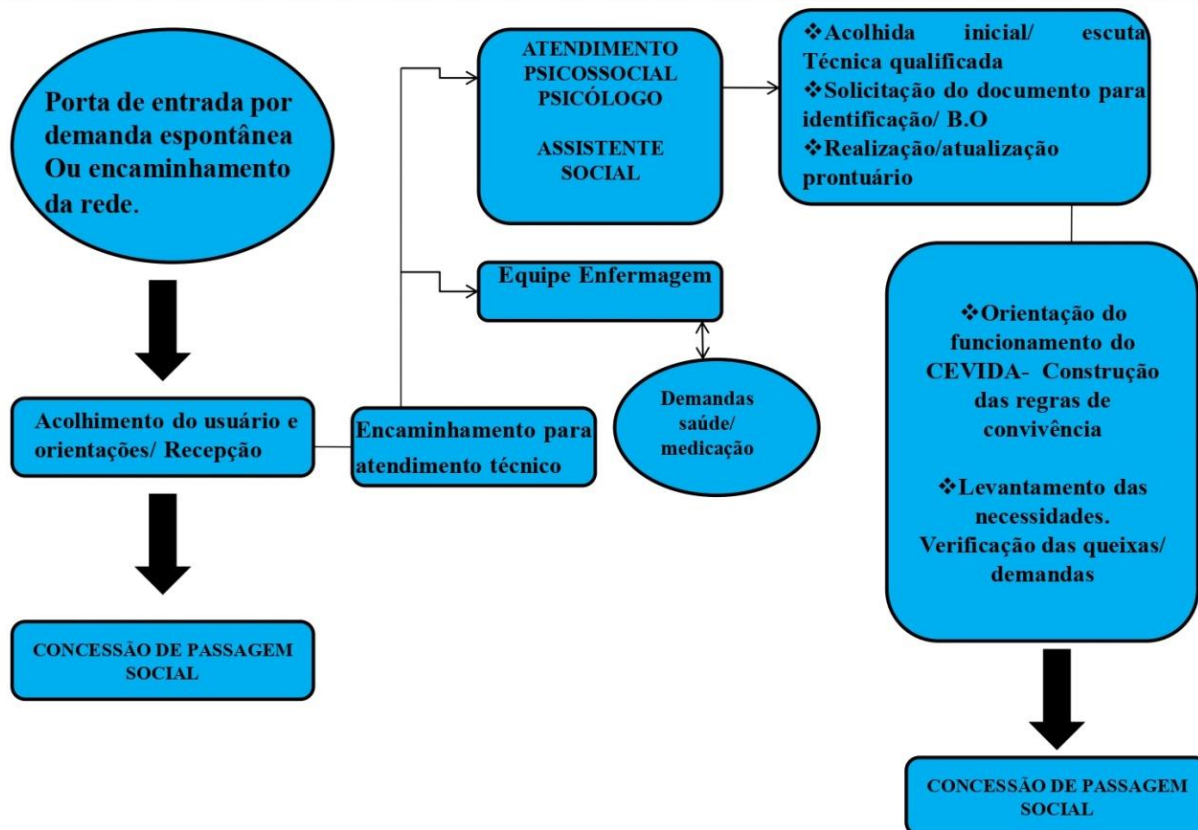 Porta de entrada por
demanda espontânea
Ou encaminhamento
da rede.
Acolhimento do usuário e
orientações/ Recepção
CONCESSÃO DE PASSAGEM
SOCIAL
Encaminhamento para
atendimento técnico
ATENDIMENTO
PSICOSSOCIAL
PSICÓLOGO
ASSISTENTE
SOCIAL
Equipe Enfermagem
Demandas
saúde/
medicação
❖Acolhida inicial/ escuta
Técnica qualificada
❖Solicitação do documento para
identificação/ B.O
❖Realização/atualização
prontuário
❖Orientação do
funcionamento do
CEVIDA- Construção
das regras de
convivência
❖Levantamento das
necessidades.
Verificação das queixas/
demandas
CONCESSÃO DE PASSAGEM
SOCIAL